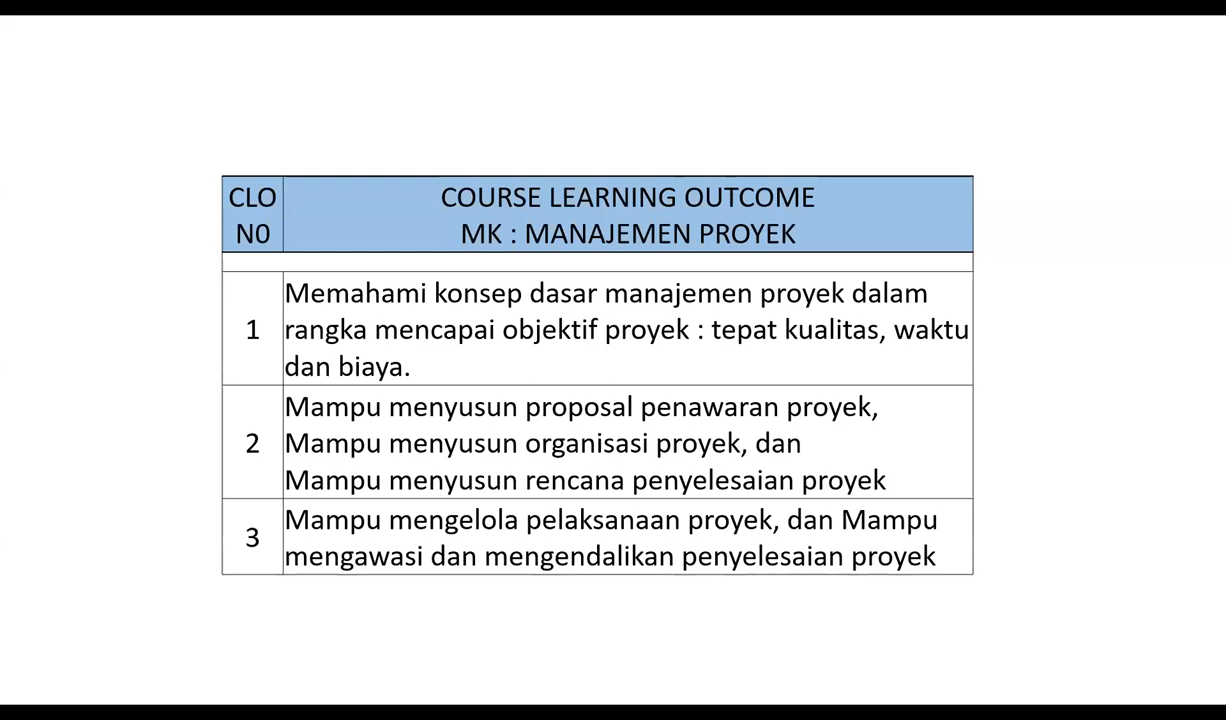 CLO
N0
COURSE LEARNING OUTCOME
MK : MANAJEMEN PROYEK
1
Memahami konsep dasar manajemen proyek dalam
rangka mencapai objektif proyek : tepat kualitas, waktu
dan biaya.
2
Mampu menyusun proposal penawaran proyek,
Mampu menyusun organisasi proyek, dan
Mampu menyusun rencana penyelesaian proyek
3
Mampu mengelola pelaksanaan proyek, dan Mampu
mengawasi dan mengendalikan penyelesaian proyek